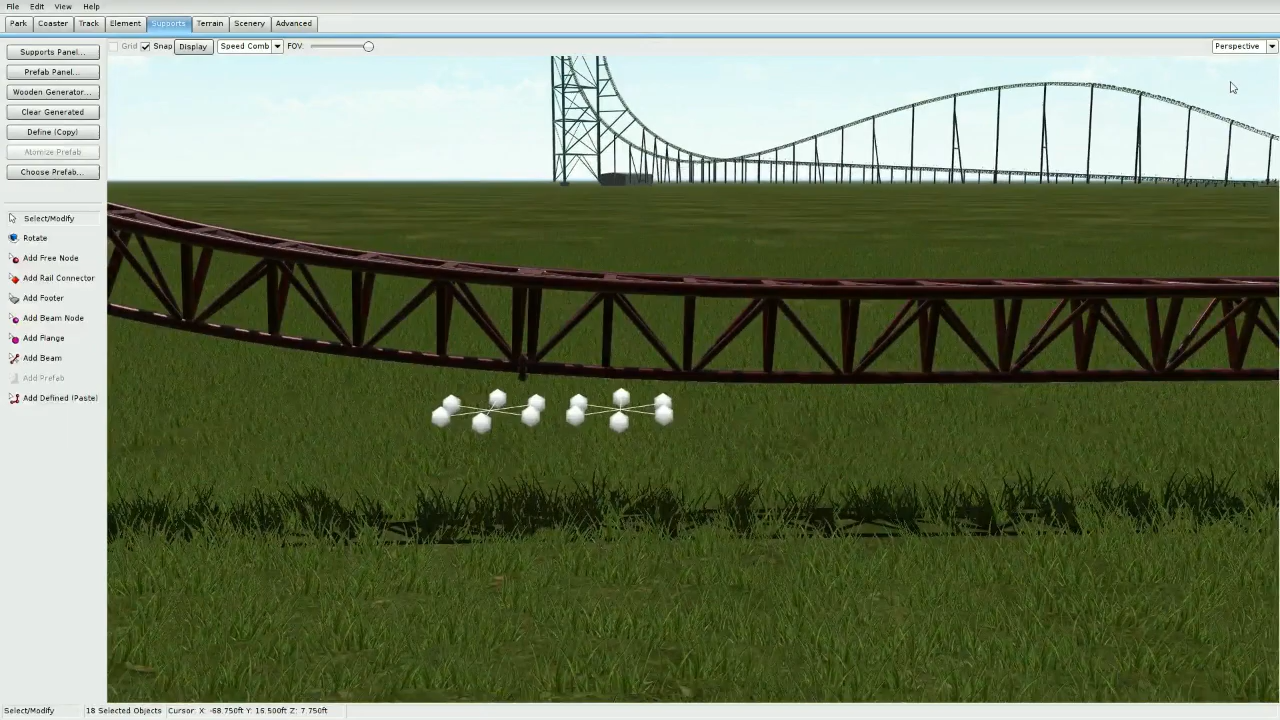 File Edit View Help
Park Coaster Track Element Supports Terrain Scenery Advanced
Grid Snap Display Speed Comb FOV: Perspective
Supports Panel...
Prefab Panel...
Wooden Generator...
Clear Generated
Define (Copy)
Atomize Prefab
Choose Prefab...
Select/Modify
Rotate
Add Free Node
Add Rail Connector
Add Footer
Add Beam Node
Add Flange
Add Beam
Add Prefab
Add Defined (Paste)
Select/Modify 18 Selected Objects Cursor: X: -68.750ft Y: 16.500ft Z: 7.750ft